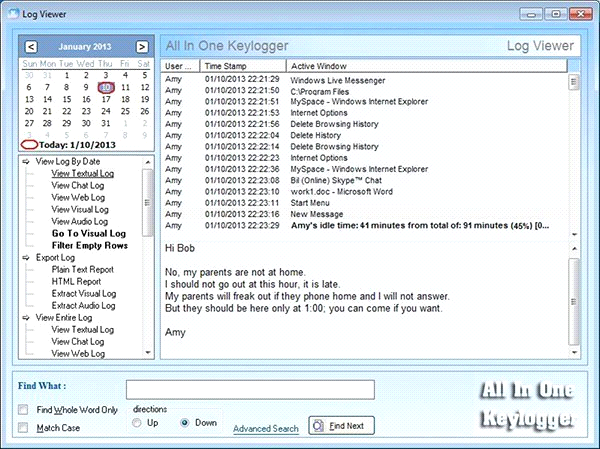 Log Viewer
January 2013
Sun Mon Tue Wed Thu Fri Sat
30 31 1 2 3 4 5
6 7 8 9 10 11 12
13 14 15 16 17 18 19
20 21 22 23 24 25 26
27 28 29 30 31 1 2
3 4 5 6 7 8 9
Today: 1/10/2013
View Log By Date
View Textual Log
View Chat Log
View Web Log
View Visual Log
View Audio Log
Go To Visual Log
Filter Empty Rows
Export Log
Plain Text Report
HTML Report
Extract Visual Log
Extract Audio Log
View Entire Log
View Textual Log
View Chat Log
View Web Log
All In One Keylogger Log Viewer
User ... Time Stamp Active Window
Amy 01/10/2013 22:21:29 Windows Live Messenger
Amy 01/10/2013 22:21:50 C:\Program Files
Amy 01/10/2013 22:21:51 MySpace - Windows Internet Explorer
Amy 01/10/2013 22:21:53 Internet Options
Amy 01/10/2013 22:21:56 Delete Browsing History
Amy 01/10/2013 22:22:04 Delete History
Amy 01/10/2013 22:22:14 Delete Browsing History
Amy 01/10/2013 22:22:23 Internet Options
Amy 01/10/2013 22:22:36 MySpace - Windows Internet Explorer
Amy 01/10/2013 22:23:08 Bil (Online) Skype™ Chat
Amy 01/10/2013 22:23:10 work1.doc - Microsoft Word
Amy 01/10/2013 22:23:11 Start Menu
Amy 01/10/2013 22:23:16 New Message
Amy 01/10/2013 22:23:29 Amy's idle time: 41 minutes from total of: 91 minutes (45%) [0...
Hi Bob
No, my parents are not at home.
I should not go out at this hour, it is late.
My parents will freak out if they phone home and I will not answer.
But they should be here only at 1:00; you can come if you want.
Amy
Find What :
Find Whole Word Only
Match Case
directions
Up Down
Advanced Search
Find Next
All In One
Keylogger